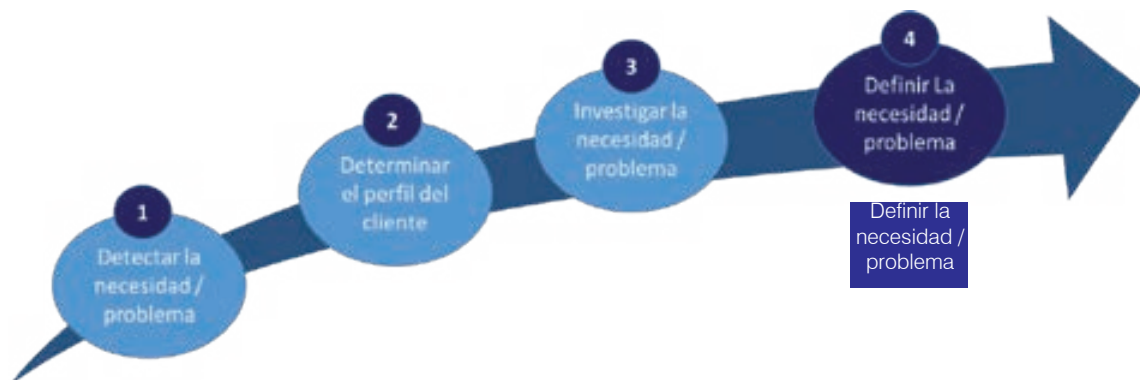 1
Detectar la
necesidad /
problema
2
Determinar
el perfil del
cliente
3
Investigar la
necesidad /
problema
4
Definir La
necesidad /
problema
Definir la
necesidad /
problema